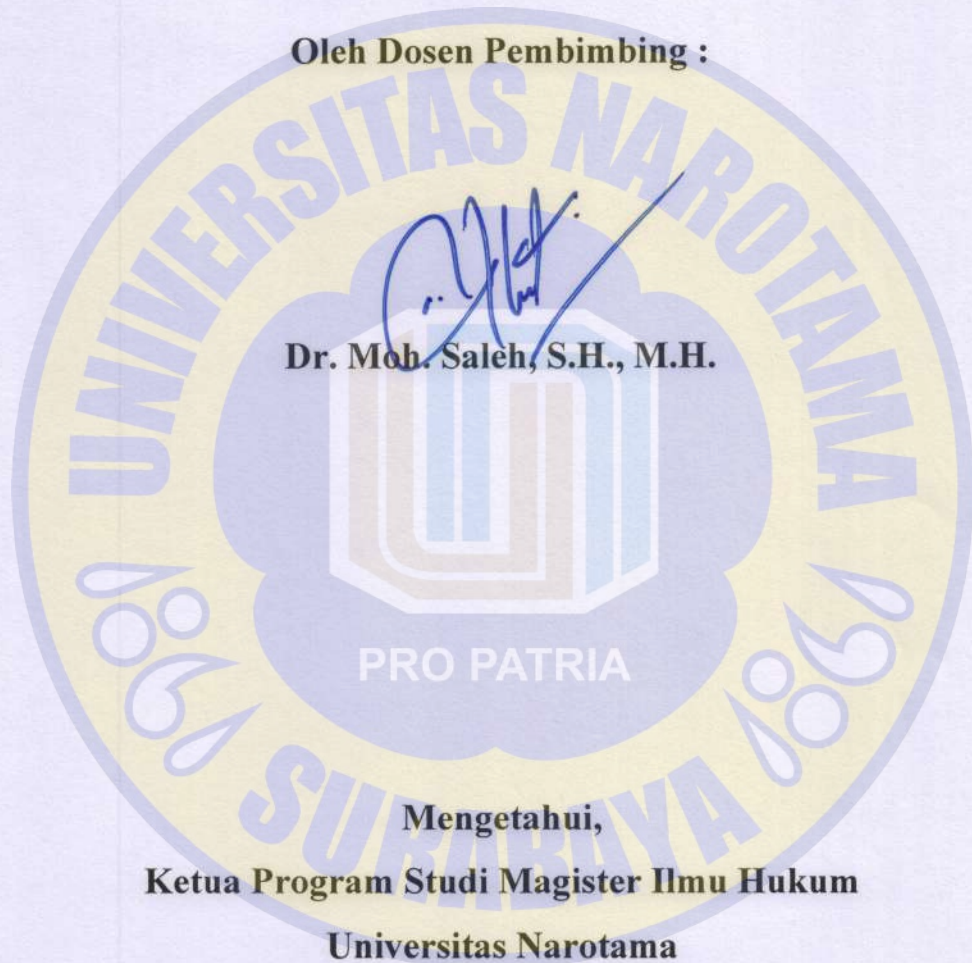 Oleh Dosen Pembimbing :
UNIVERSITAS NAROTAMA
Dr. Moh. Saleh, S.H., M.H.
PRO PATRIA
SURABAYA
Mengetahui,
Ketua Program Studi Magister Ilmu Hukum
Universitas Narotama